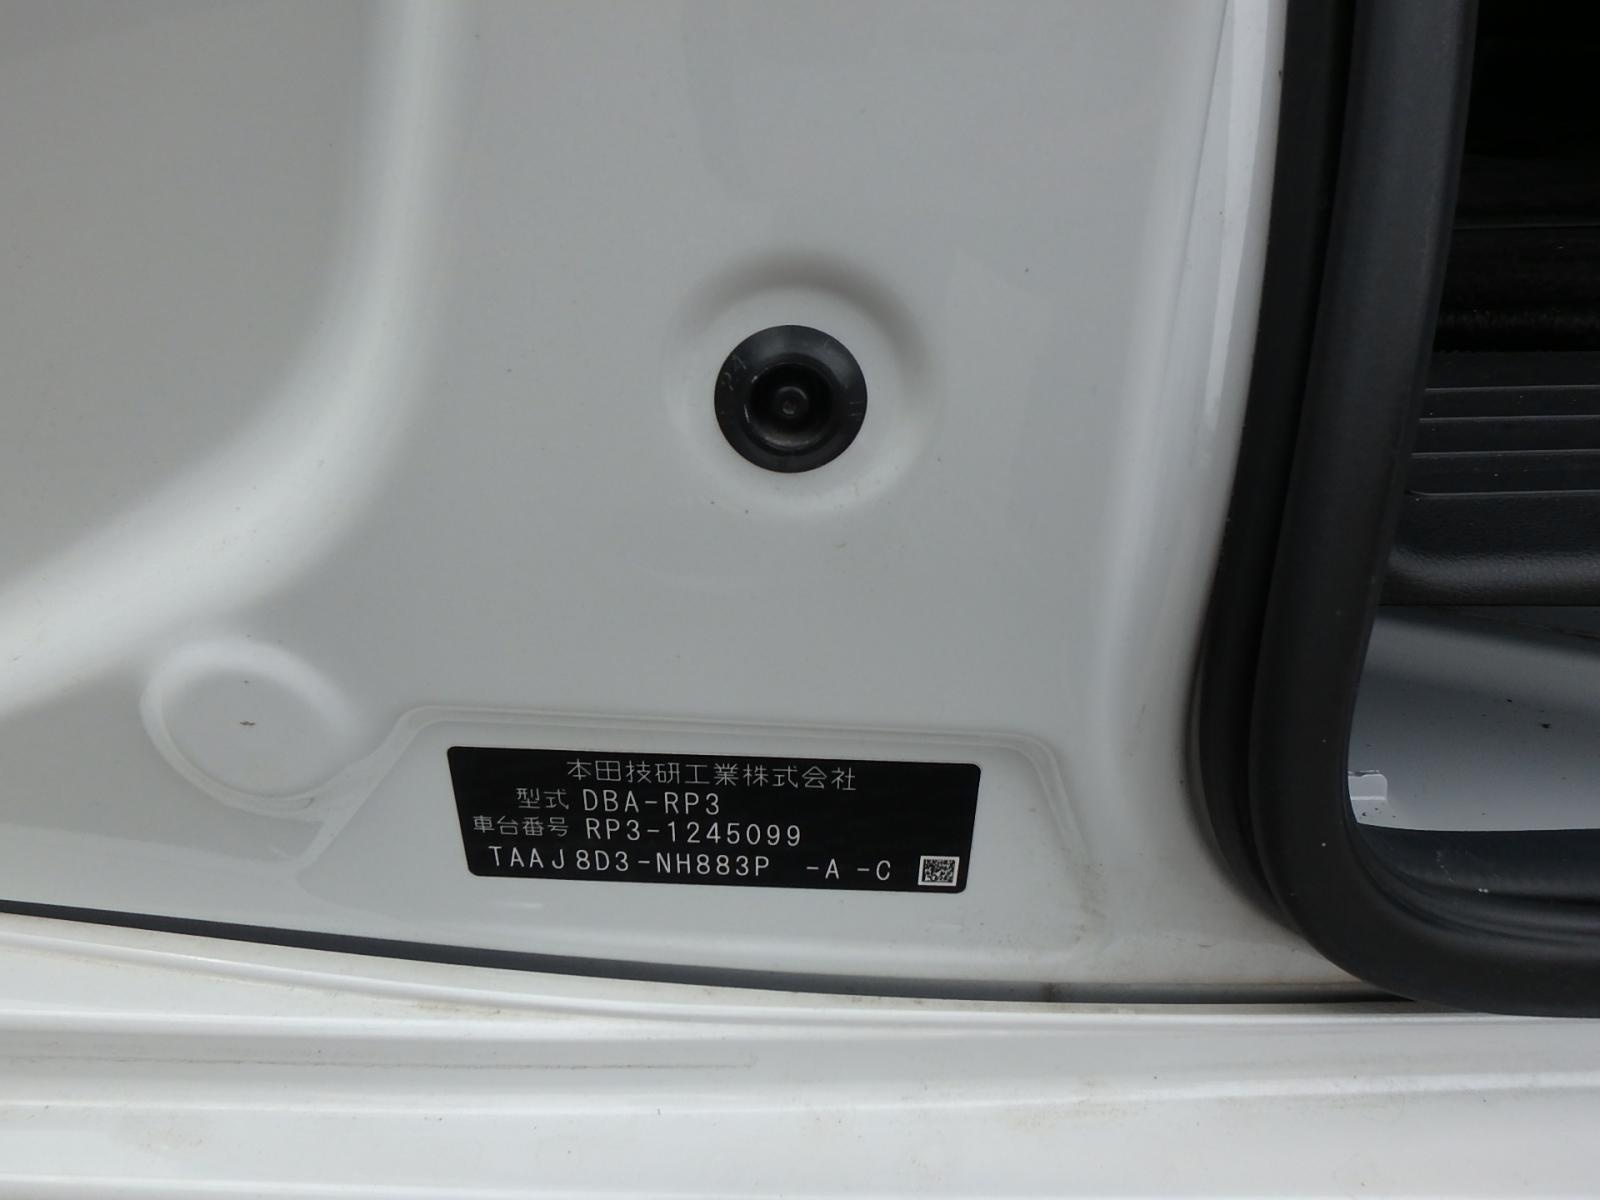 本田技研工業株式会社
型式 DBA-RP3
車台番号 RP3-1245099
TAAJ8D3-NH883P -A -C